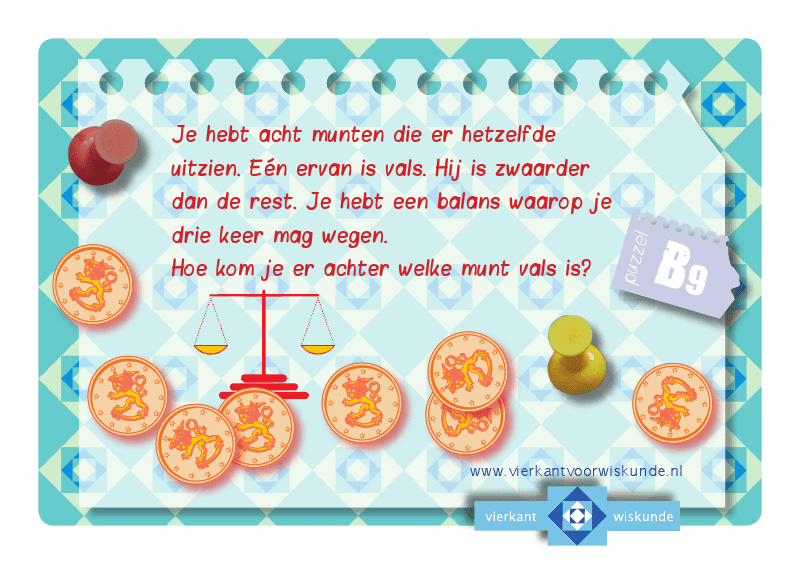 Je hebt acht munten die er hetzelfde
uitzien. Eén ervan is vals. Hij is zwaarder
dan de rest. Je hebt een balans waarop je
drie keer mag wegen.
Hoe kom je er achter welke munt vals is?
puzzel
B9
www.vierkantvoorwiskunde.nl
vierkant wiskunde